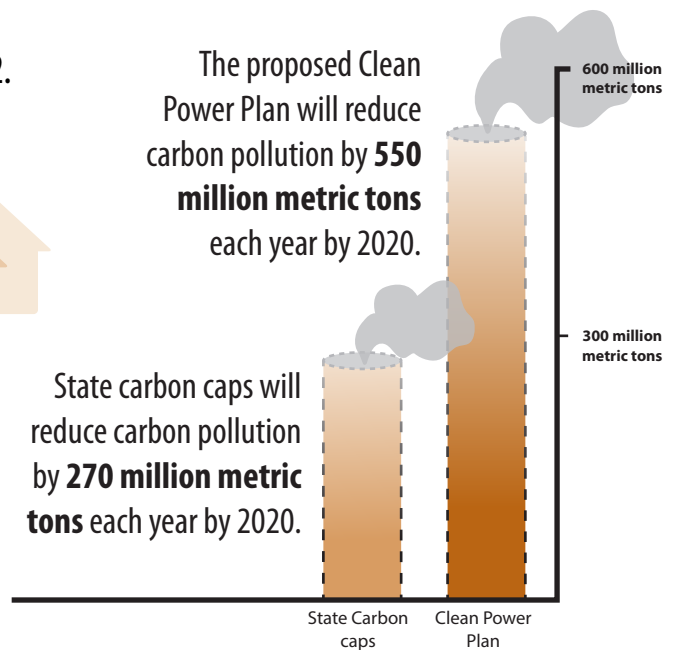 2.
The proposed Clean
Power Plan will reduce
carbon pollution by 550
million metric tons
each year by 2020.
600 million
metric tons
300 million
metric tons
State carbon caps will
reduce carbon pollution
by 270 million metric
tons each year by 2020.
State Carbon
caps
Clean Power
Plan